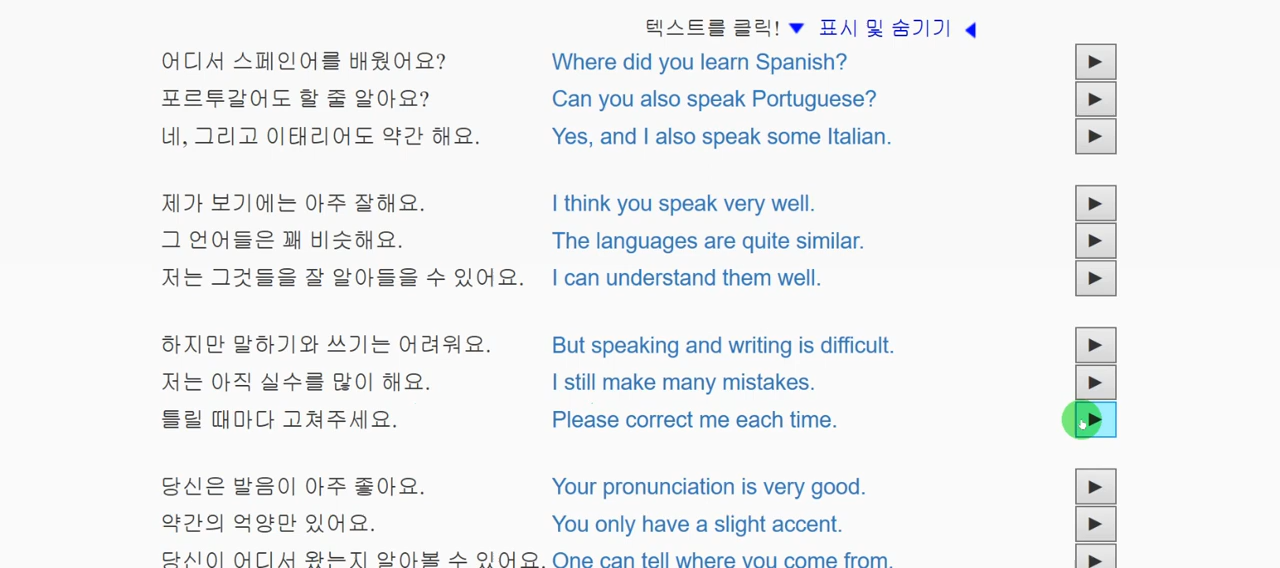 텍스트를 클릭! ▼ 표시 및 숨기기 ◀
어디서 스페인어를 배웠어요? Where did you learn Spanish?
포르투갈어도 할 줄 알아요? Can you also speak Portuguese?
네, 그리고 이태리어도 약간 해요. Yes, and I also speak some Italian.
제가 보기에는 아주 잘해요. I think you speak very well.
그 언어들은 꽤 비슷해요. The languages are quite similar.
저는 그것들을 잘 알아들을 수 있어요. I can understand them well.
하지만 말하기와 쓰기는 어려워요. But speaking and writing is difficult.
저는 아직 실수를 많이 해요. I still make many mistakes.
틀릴 때마다 고쳐주세요. Please correct me each time.
당신은 발음이 아주 좋아요. Your pronunciation is very good.
약간의 억양만 있어요. You only have a slight accent.
당신이 어디서 왔는지 알아볼 수 있어요. One can tell where you come from.